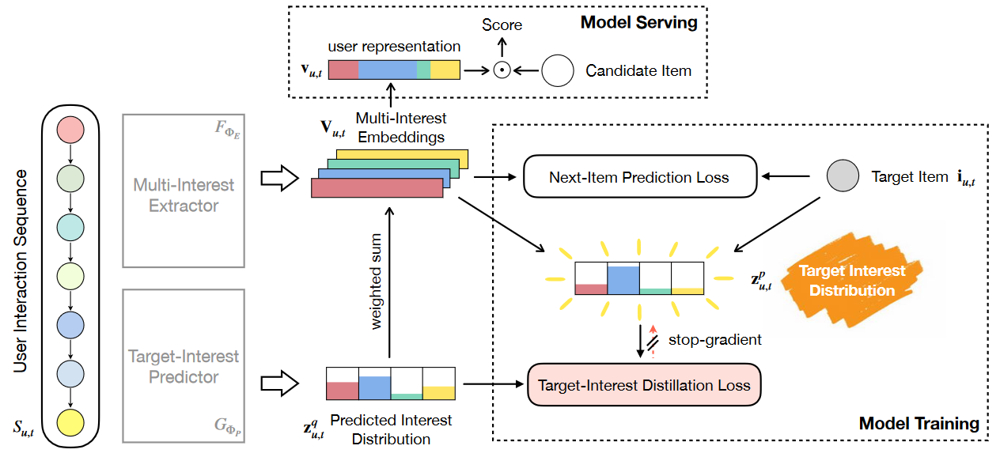 Model Serving
Score
user representation
v_{u,t}
Candidate Item
User Interaction Sequence
S_{u,t}
F_{Φ_E}
Multi-Interest
Extractor
Target-Interest
Predictor
G_{Φ_P}
V_{u,t}
Multi-Interest
Embeddings
weighted sum
z^q_{u,t}
Predicted Interest
Distribution
Next-Item Prediction Loss
Target Item i_{u,t}
z^p_{u,t}
Target Interest
Distribution
stop-gradient
Target-Interest Distillation Loss
Model Training